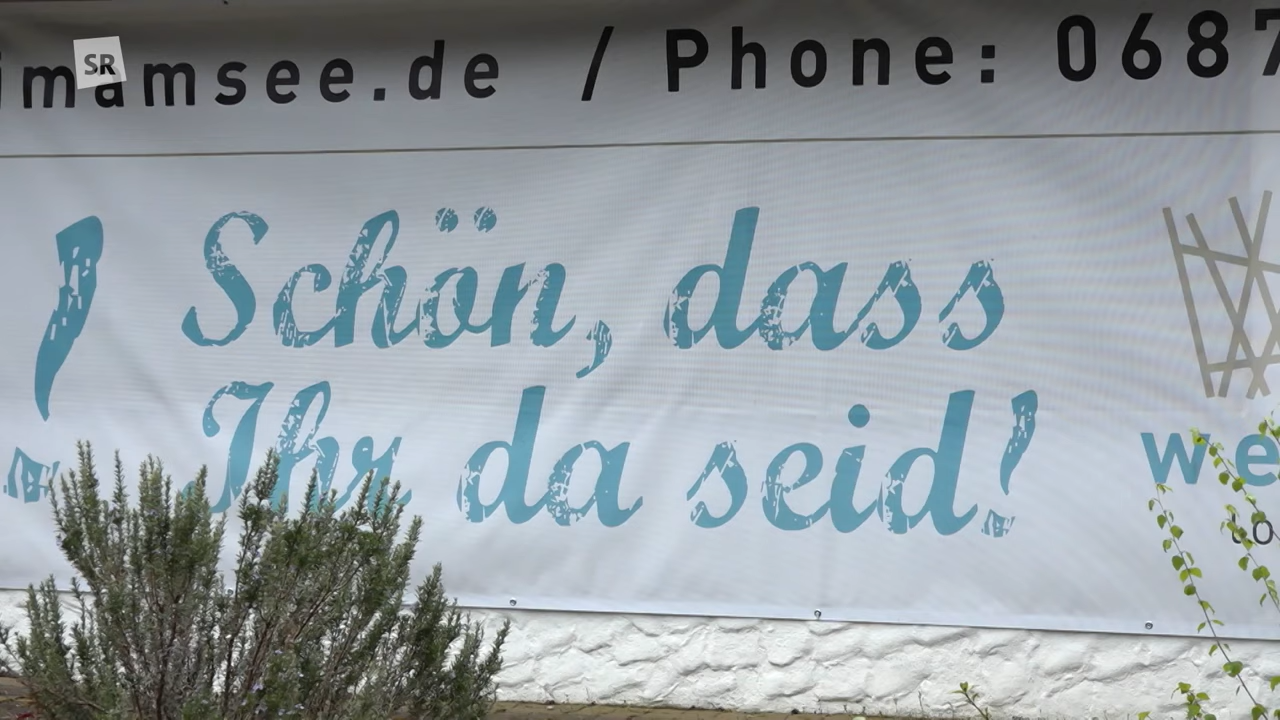 imamsee.de / Phone: 0687
SR
! Schön, dass
Ihr da seid!
we